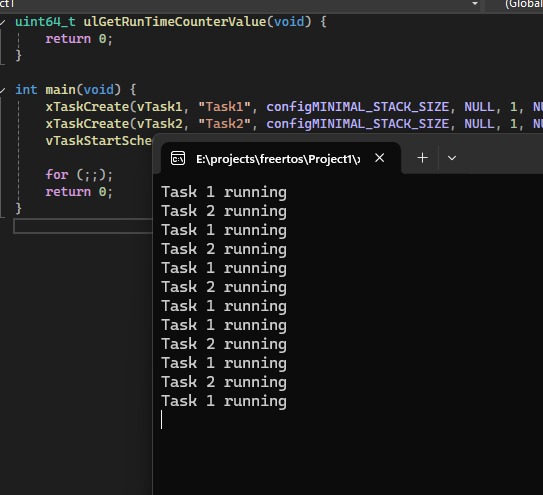 ct1
(Global
uint64_t ulGetRunTimeCounterValue(void) {
return 0;
}
int main(void) {
xTaskCreate(vTask1, "Task1", configMINIMAL_STACK_SIZE, NULL, 1, N
xTaskCreate(vTask2, "Task2", configMINIMAL_STACK_SIZE, NULL, 1, N
vTaskStartSche
for (;;);
return 0;
}
E:\projects\freertos\Project1\x
Task 1 running
Task 2 running
Task 1 running
Task 2 running
Task 1 running
Task 2 running
Task 1 running
Task 1 running
Task 2 running
Task 1 running
Task 2 running
Task 1 running